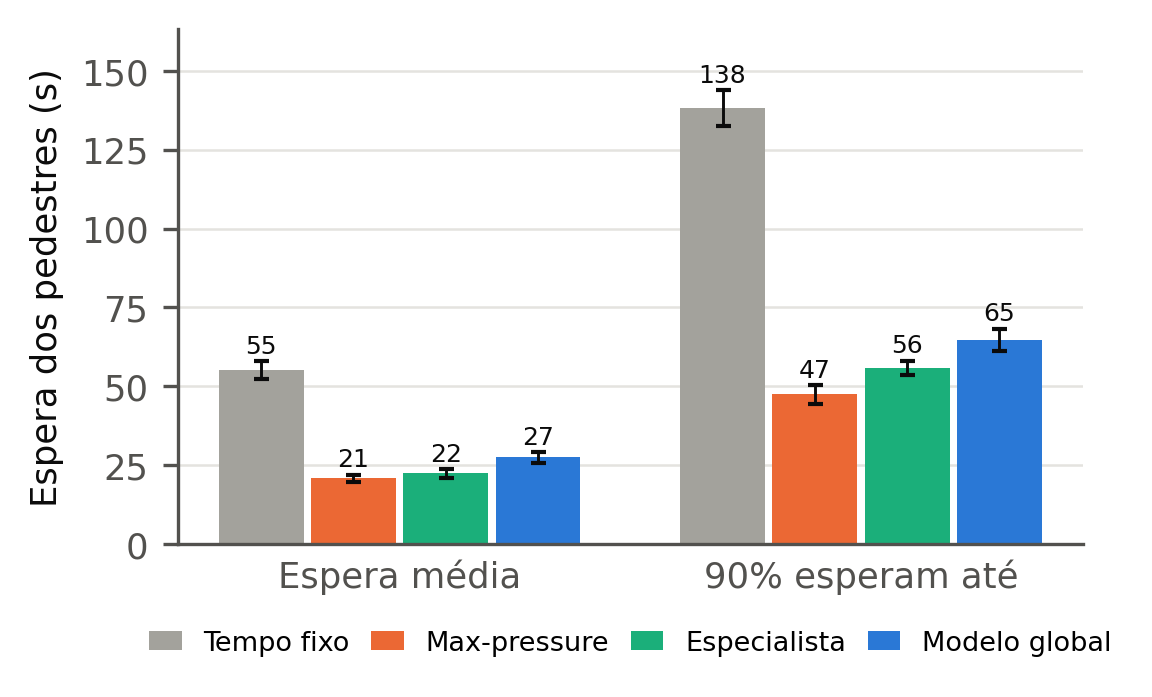 Espera dos pedestres (s)
150
125
100
75
50
25
0
55
21
22
27
138
47
56
65
Espera média
90% esperam até
Tempo fixo
Max-pressure
Especialista
Modelo global